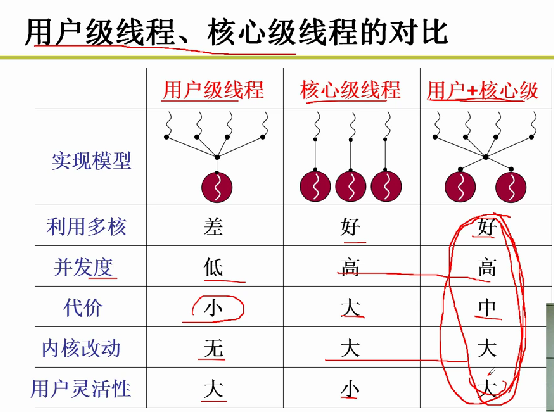 用户级线程、核心级线程的对比
用户级线程 核心级线程 用户+核心级
实现模型
利用多核 差 好 好
并发度 低 高 高
代价 小 大 中
内核改动 无 大 大
用户灵活性 大 小 大